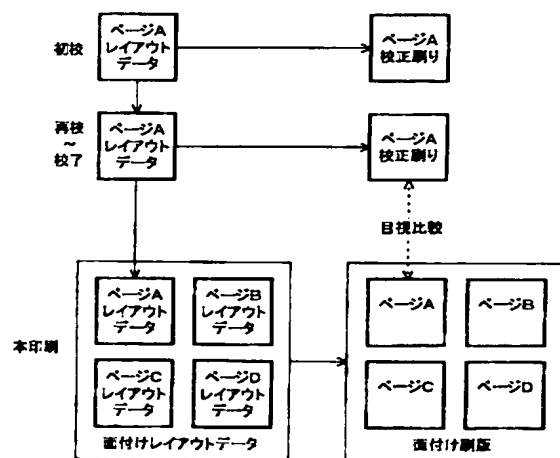 初校
ページA
レイアウト
データ
ページA
校正刷り
再校
～
校了
ページA
レイアウト
データ
ページA
校正刷り
目視比較
本印刷
ページA
レイアウト
データ
ページB
レイアウト
データ
ページC
レイアウト
データ
ページD
レイアウト
データ
面付けレイアウトデータ
ページA
ページB
ページC
ページD
面付け刷版